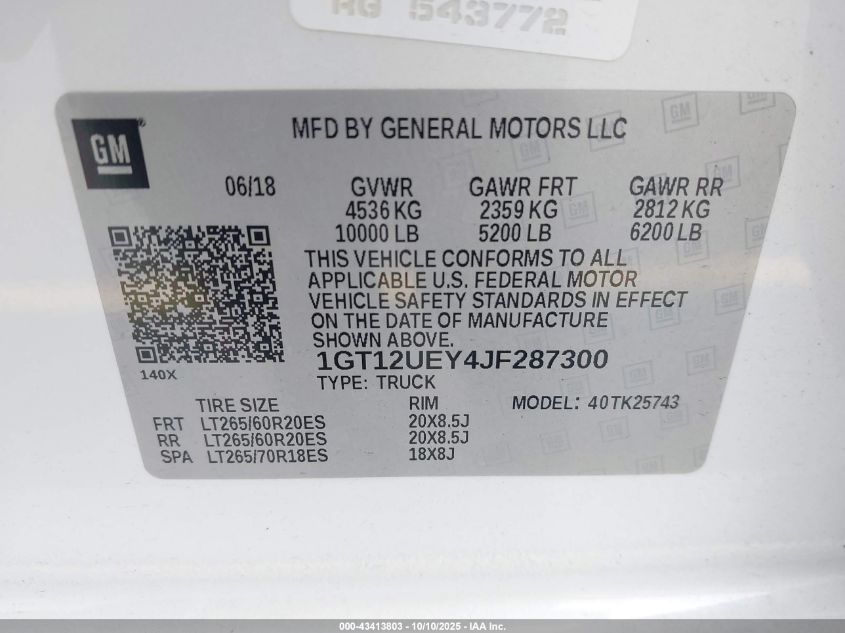 RG 543772
GM
MFD BY GENERAL MOTORS LLC
06/18 GVWR GAWR FRT GAWR RR
4536 KG 2359 KG 2812 KG
10000 LB 5200 LB 6200 LB
THIS VEHICLE CONFORMS TO ALL
APPLICABLE U.S. FEDERAL MOTOR
VEHICLE SAFETY STANDARDS IN EFFECT
ON THE DATE OF MANUFACTURE
SHOWN ABOVE.
1GT12UEY4JF287300
140X
TYPE: TRUCK
TIRE SIZE RIM MODEL: 40TK25743
FRT LT265/60R20ES 20X8.5J
RR LT265/60R20ES 20X8.5J
SPA LT265/70R18ES 18X8J
000-43413803 - 10/10/2025 - IAA Inc.